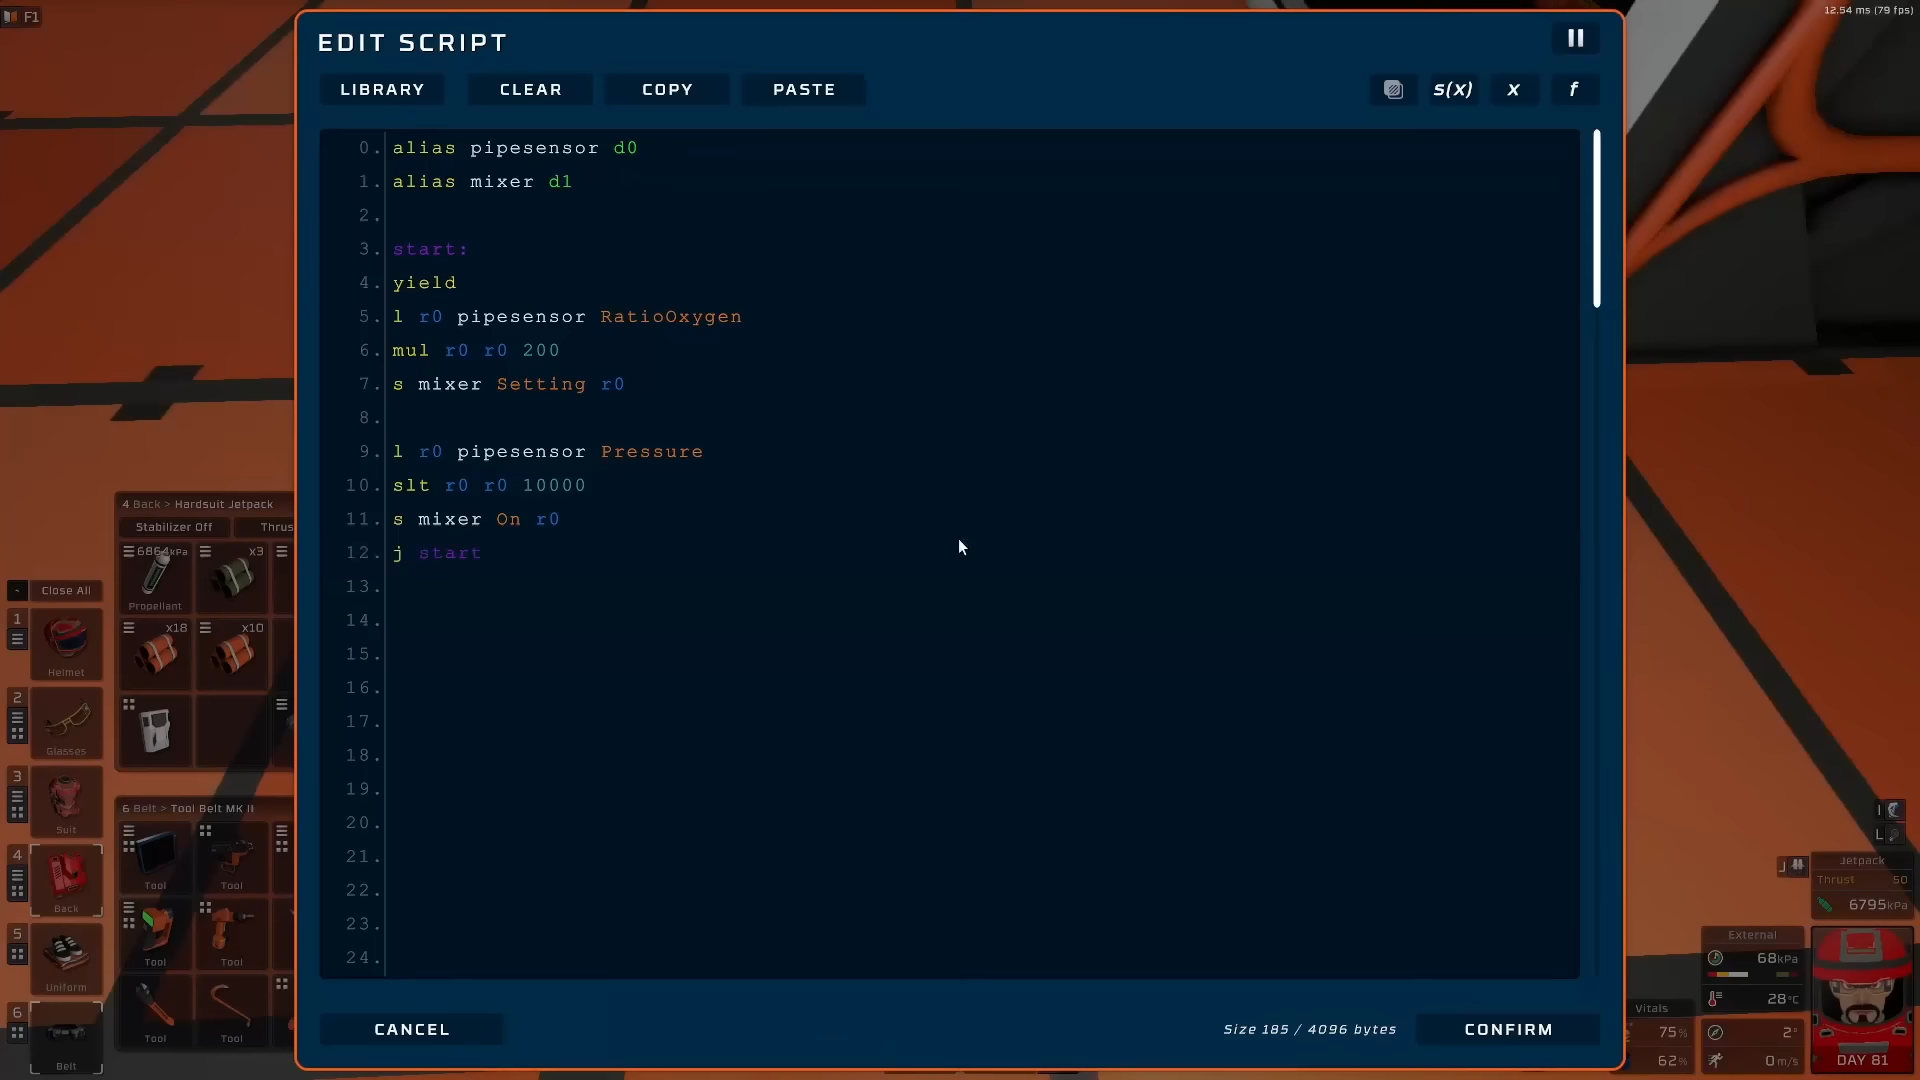 F1
12.54 ms (79 fps)
EDIT SCRIPT
LIBRARY
CLEAR
COPY
PASTE
s(x)
x
f
0. alias pipesensor d0
1. alias mixer d1
2.
3. start:
4. yield
5. l r0 pipesensor RatioOxygen
6. mul r0 r0 200
7. s mixer Setting r0
8.
9. l r0 pipesensor Pressure
10. slt r0 r0 10000
11. s mixer On r0
12. j start
13.
14.
15.
16.
17.
18.
19.
20.
21.
22.
23.
24.
CANCEL
Size 185 / 4096 bytes
CONFIRM
4 Back > Hardsuit Jetpack
Stabilizer Off
Thrus
6864kPa
x3
Propellant
x18
x10
~ Close All
1
Helmet
2
Glasses
3
Suit
4
Back
5
Uniform
6
Belt
6 Belt > Tool Belt MK II
Tool
Tool
Tool
Tool
Tool
Tool
I
L
J
Jetpack
Thrust 50
6795kPa
External
68kPa
28°C
Vitals
75%
2°
62%
0m/s
DAY 81